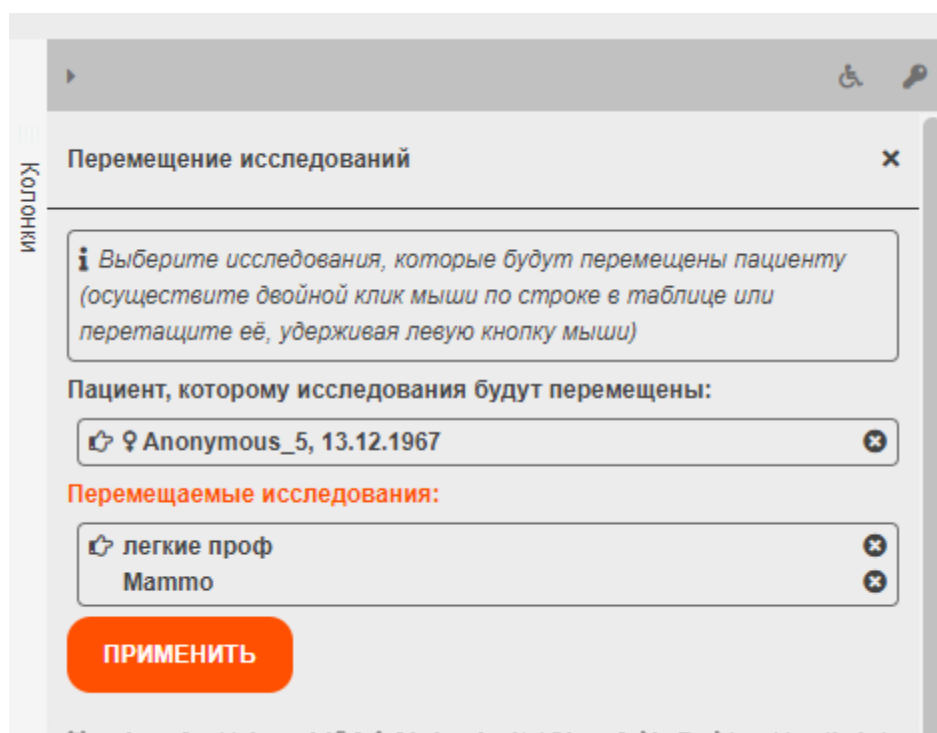 Колонки
Перемещение исследований
Выберите исследования, которые будут перемещены пациенту
(осуществите двойной клик мыши по строке в таблице или
перетащите её, удерживая левую кнопку мыши)
Пациент, которому исследования будут перемещены:
Anonymous_5, 13.12.1967
Перемещаемые исследования:
легкие проф
Mammo
ПРИМЕНИТЬ